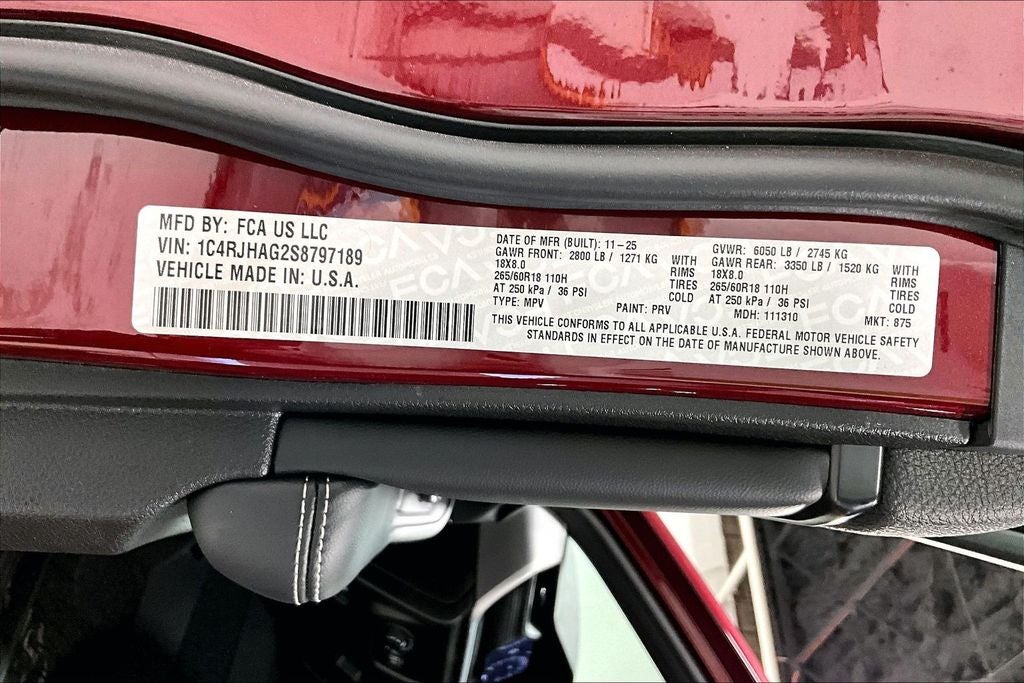 MFD BY: FCA US LLC
VIN: 1C4RJHAG2S8797189
VEHICLE MADE IN: U.S.A.
DATE OF MFR (BUILT): 11-25
GAWR FRONT: 2800 LB / 1271 KG WITH
18X8.0 RIMS
265/60R18 110H TIRES
AT 250 kPa / 36 PSI COLD
TYPE: MPV PAINT: PRV
GVWR: 6050 LB / 2745 KG
GAWR REAR: 3350 LB / 1520 KG WITH
18X8.0 RIMS
265/60R18 110H TIRES
AT 250 kPa / 36 PSI COLD
MDH: 111310 MKT: 875
THIS VEHICLE CONFORMS TO ALL APPLICABLE U.S.A. FEDERAL MOTOR VEHICLE SAFETY
STANDARDS IN EFFECT ON THE DATE OF MANUFACTURE SHOWN ABOVE.